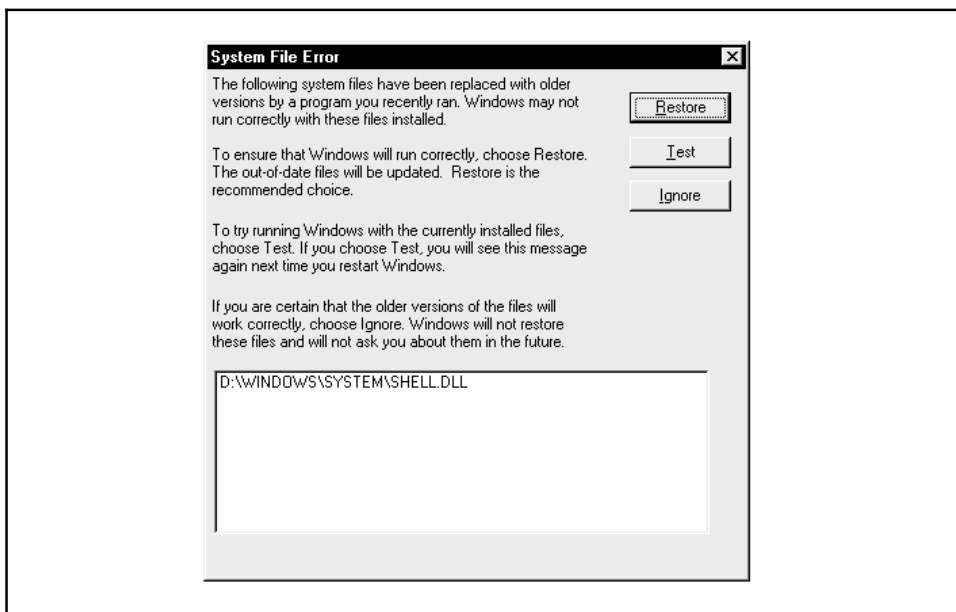 System File Error
The following system files have been replaced with older
versions by a program you recently ran. Windows may not
run correctly with these files installed.
To ensure that Windows will run correctly, choose Restore.
The out-of-date files will be updated. Restore is the
recommended choice.
To try running Windows with the currently installed files,
choose Test. If you choose Test, you will see this message
again next time you restart Windows.
If you are certain that the older versions of the files will
work correctly, choose Ignore. Windows will not restore
these files and will not ask you about them in the future.
Restore
Test
Ignore
D:\WINDOWS\SYSTEM\SHELL.DLL